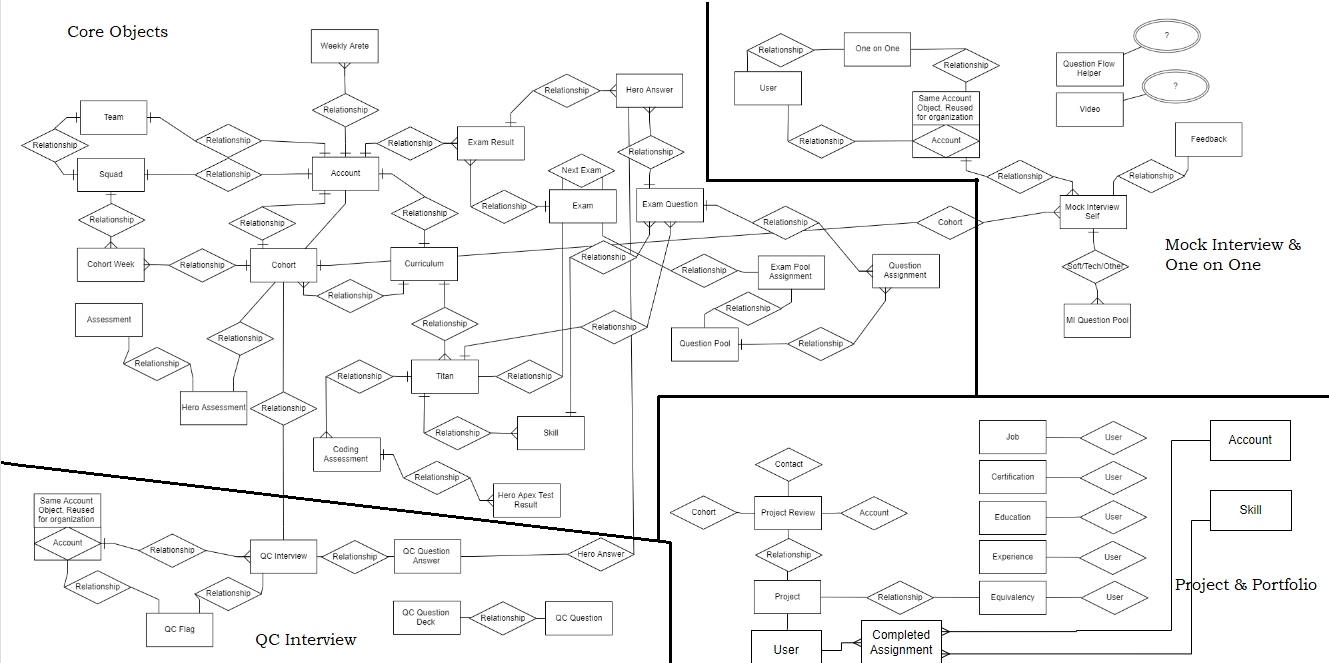 Core Objects
Weekly Arete
Relationship
Team
Relationship
Relationship
Squad
Relationship
Account
Relationship
Exam Result
Relationship
Hero Answer
Relationship
Next Exam
Exam
Relationship
Exam Question
Relationship
Cohort Week
Relationship
Relationship
Cohort
Relationship
Curriculum
Relationship
Relationship
Relationship
Exam Pool
Assignment
Relationship
Question
Assignment
Relationship
Question Pool
Relationship
Assessment
Relationship
Relationship
Hero Assessment
Relationship
Relationship
Relationship
Relationship
Titan
Relationship
Relationship
Skill
Coding
Assessment
Relationship
Hero Apex Test
Result
Relationship
One on One
Relationship
User
Relationship
Same Account
Object. Reused
for organization
Account
Question Flow
Helper
?
Video
?
Feedback
Relationship
Relationship
Cohort
Mock Interview
Self
Soft/Tech/Other
MI Question Pool
Mock Interview &
One on One
Same Account
Object. Reused
for organization
Account
Relationship
QC Interview
Relationship
QC Question
Answer
Hero Answer
Relationship
Relationship
QC Flag
QC Question
Deck
Relationship
QC Question
QC Interview
Contact
Cohort
Project Review
Account
Relationship
Project
Relationship
Job
User
Certification
User
Education
User
Experience
User
Equivalency
User
Account
Skill
Project & Portfolio
User
Completed
Assignment